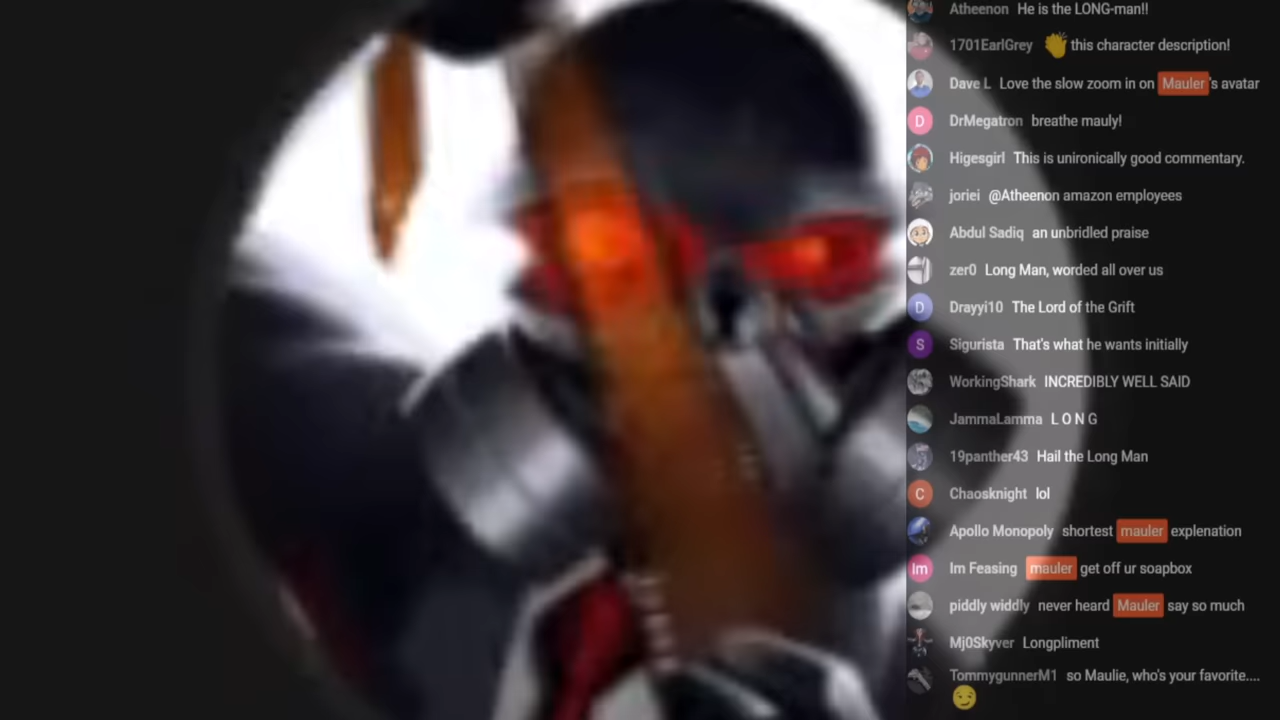 Atheenon He is the LONG-man!!
1701EarlGrey 👏 this character description!
Dave L Love the slow zoom in on Mauler's avatar
D DrMegatron breathe mauly!
Higesgirl This is unironically good commentary.
joriei @Atheenon amazon employees
Abdul Sadiq an unbridled praise
zer0 Long Man, worded all over us
D Drayyi10 The Lord of the Grift
S Sigurista That's what he wants initially
WorkingShark INCREDIBLY WELL SAID
JammaLamma L O N G
19panther43 Hail the Long Man
C Chaosknight lol
Apollo Monopoly shortest mauler explenation
Im Im Feasing mauler get off ur soapbox
piddly widdly never heard Mauler say so much
Mj0Skyver Longpliment
TommygunnerM1 so Maulie, who's your favorite....
😏